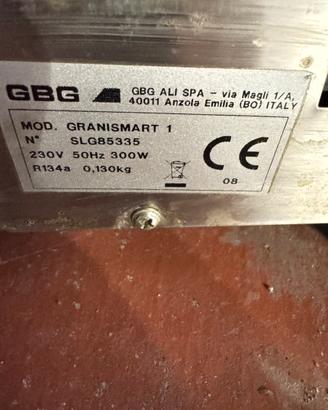 GBG
GBG ALI SPA - via Magli 1/A,
40011 Anzola Emilia (BO) ITALY
MOD. GRANISMART 1
N° SLG85335
230V 50Hz 300W
R134a 0,130kg
CE
08